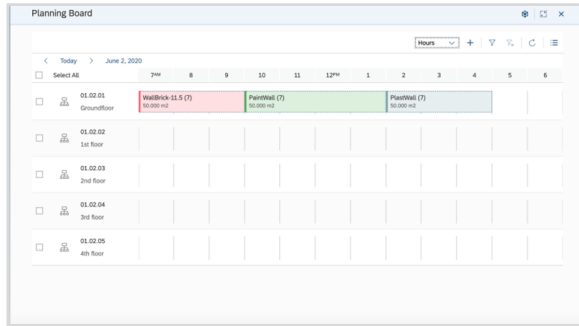 Planning Board
Hours
Today June 2, 2020
Select All 7AM 8 9 10 11 12PM 1 2 3 4 5 6
01.02.01
Groundfloor
WallBrick-11.5 (7)
50.000 m2
PaintWall (7)
50.000 m2
PlastWall (7)
50.000 m2
01.02.02
1st floor
01.02.03
2nd floor
01.02.04
3rd floor
01.02.05
4th floor